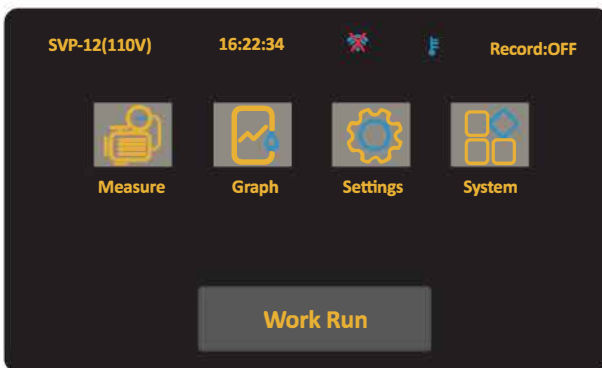 SVP-12(110V) 16:22:34 Record:OFF
Measure Graph Settings System
Work Run